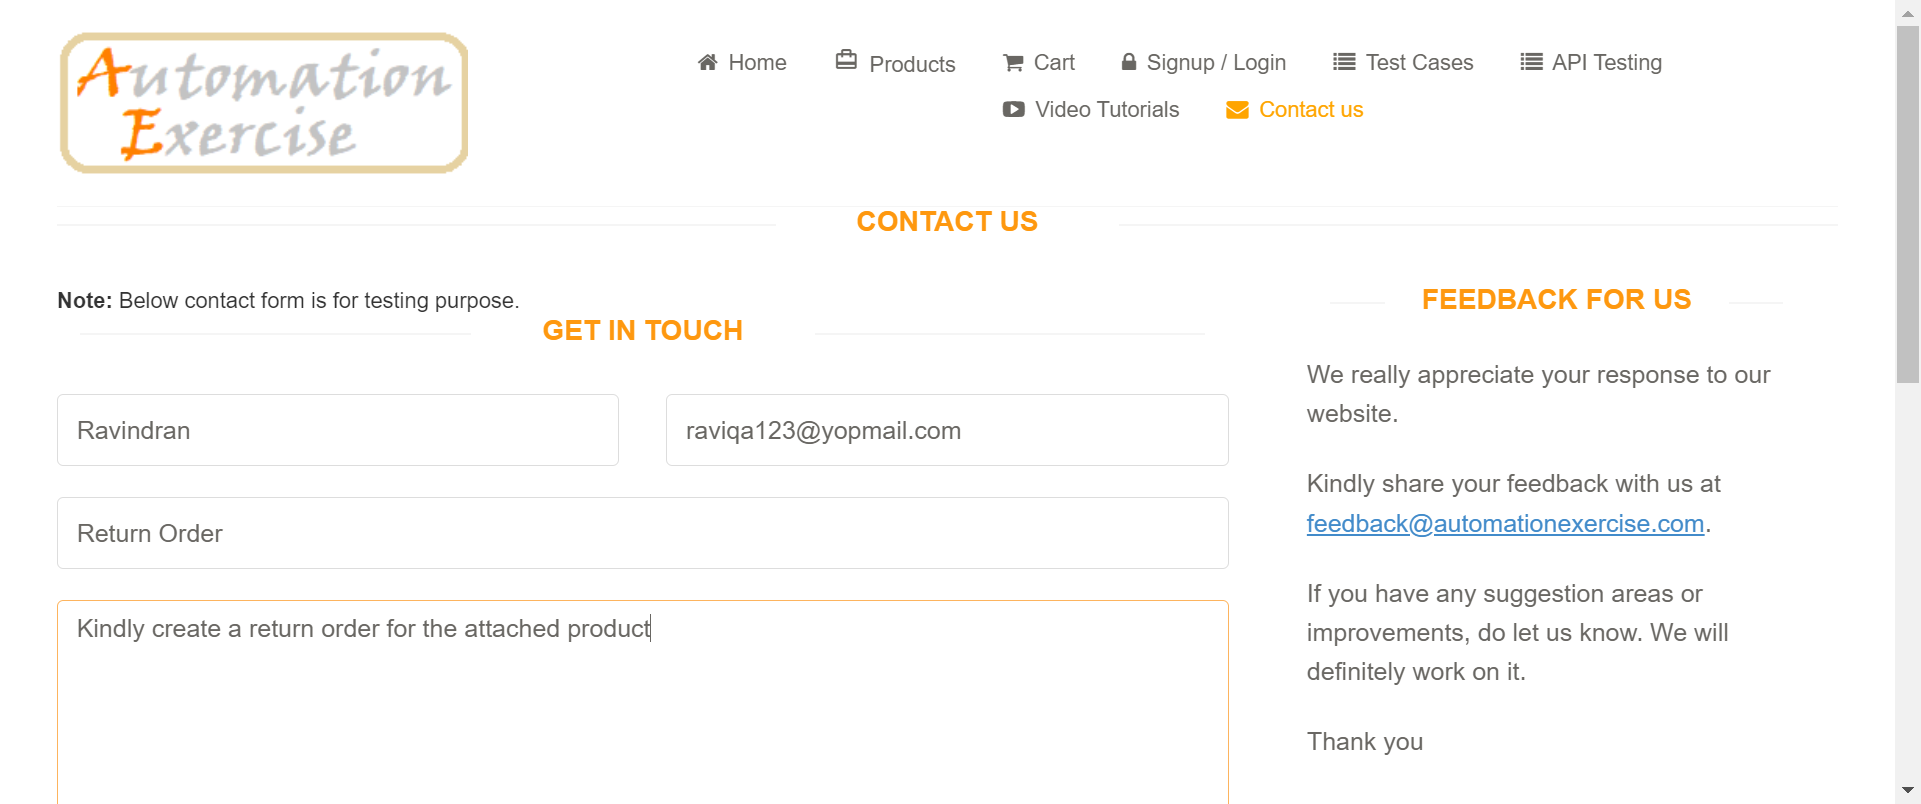 Automation
Exercise
Home
Products
Cart
Signup / Login
Test Cases
API Testing
Video Tutorials
Contact us
CONTACT US
Note: Below contact form is for testing purpose.
GET IN TOUCH
Ravindran
raviqa123@yopmail.com
Return Order
Kindly create a return order for the attached product
FEEDBACK FOR US
We really appreciate your response to our
website.
Kindly share your feedback with us at
feedback@automationexercise.com.
If you have any suggestion areas or
improvements, do let us know. We will
definitely work on it.
Thank you